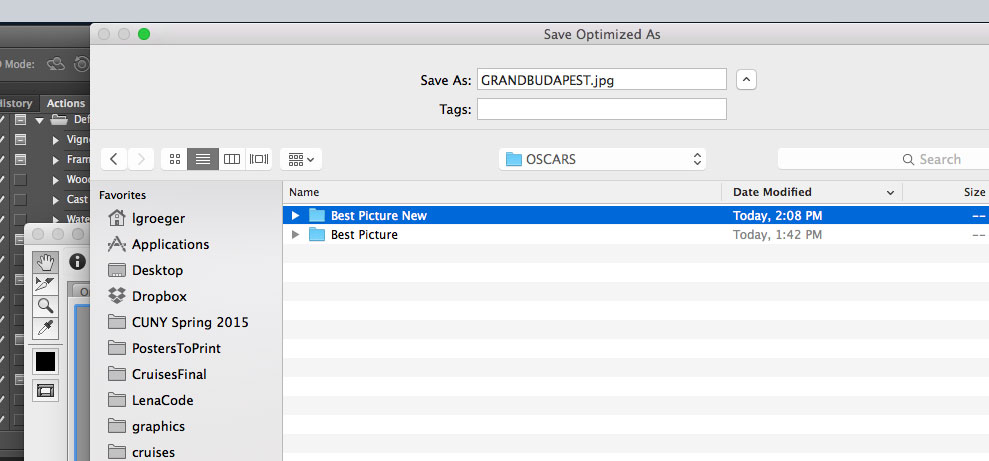 Save Optimized As
Mode:
Save As: GRANDBUDAPEST.jpg
Tags:
History Actions
OSCARS
Search
Vigne
Fram
Woo
Cast
Wate
Favorites
lgroeger
Applications
Desktop
Dropbox
CUNY Spring 2015
PostersToPrint
CruisesFinal
LenaCode
graphics
cruises
Name Date Modified Size
Best Picture New Today, 2:08 PM --
Best Picture Today, 1:42 PM --